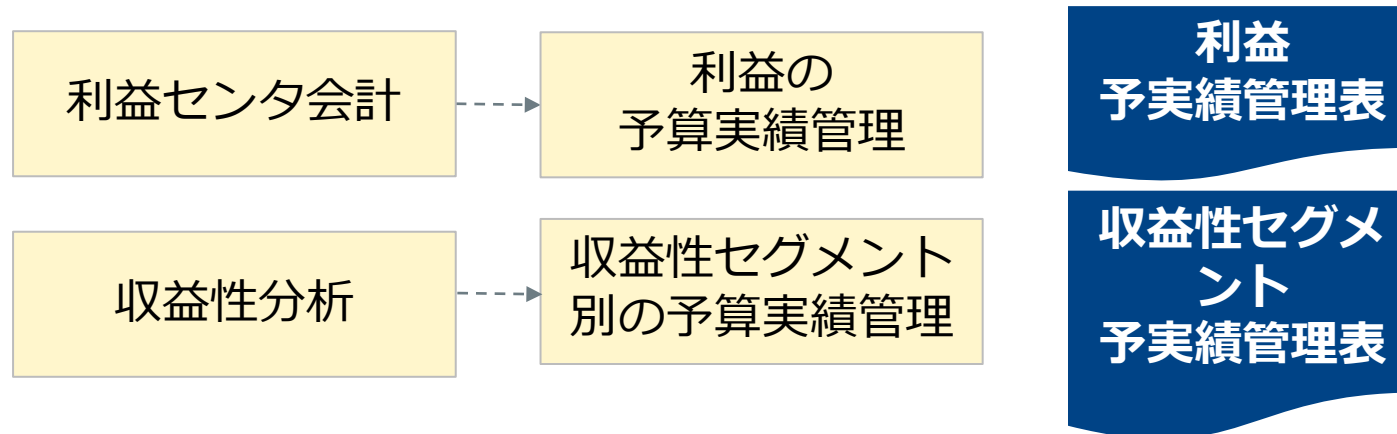 利益センタ会計
利益の
予算実績管理
利益
予実績管理表
収益性分析
収益性セグメント
別の予算実績管理
収益性セグメ
ント
予実績管理表